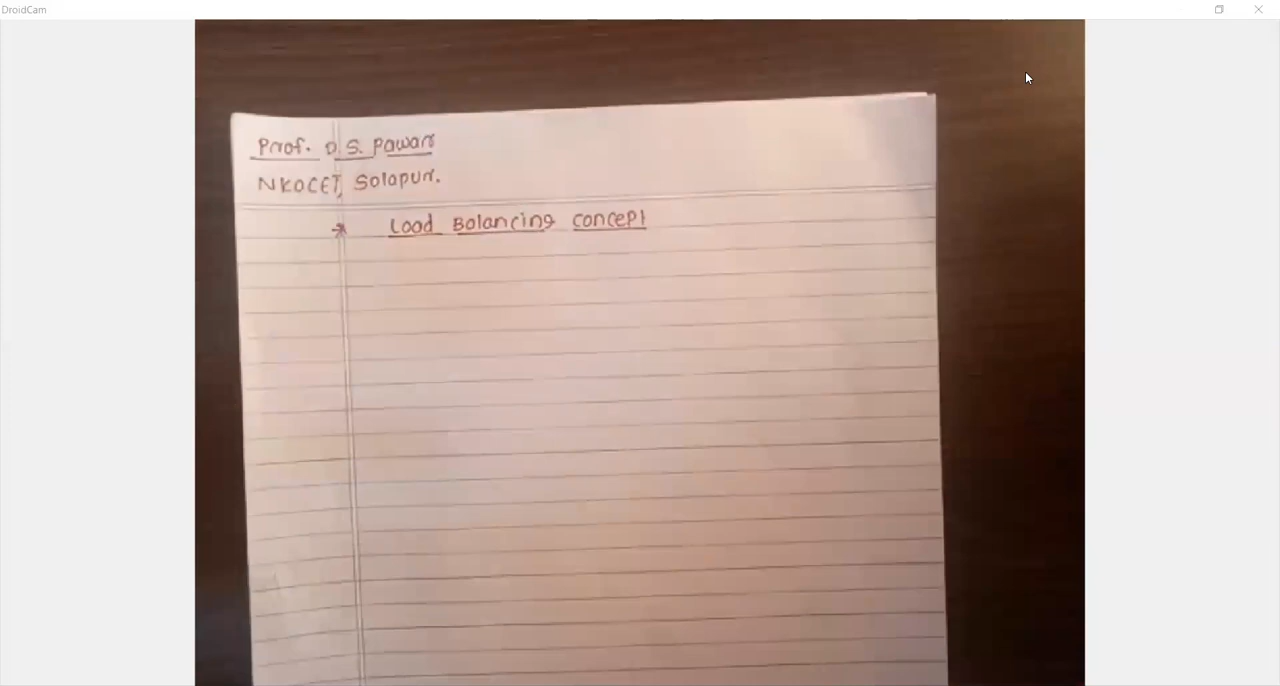 DroidCam
Prof. D.S. Pawar
NKOCET, Solapur.
* Load Balancing concept